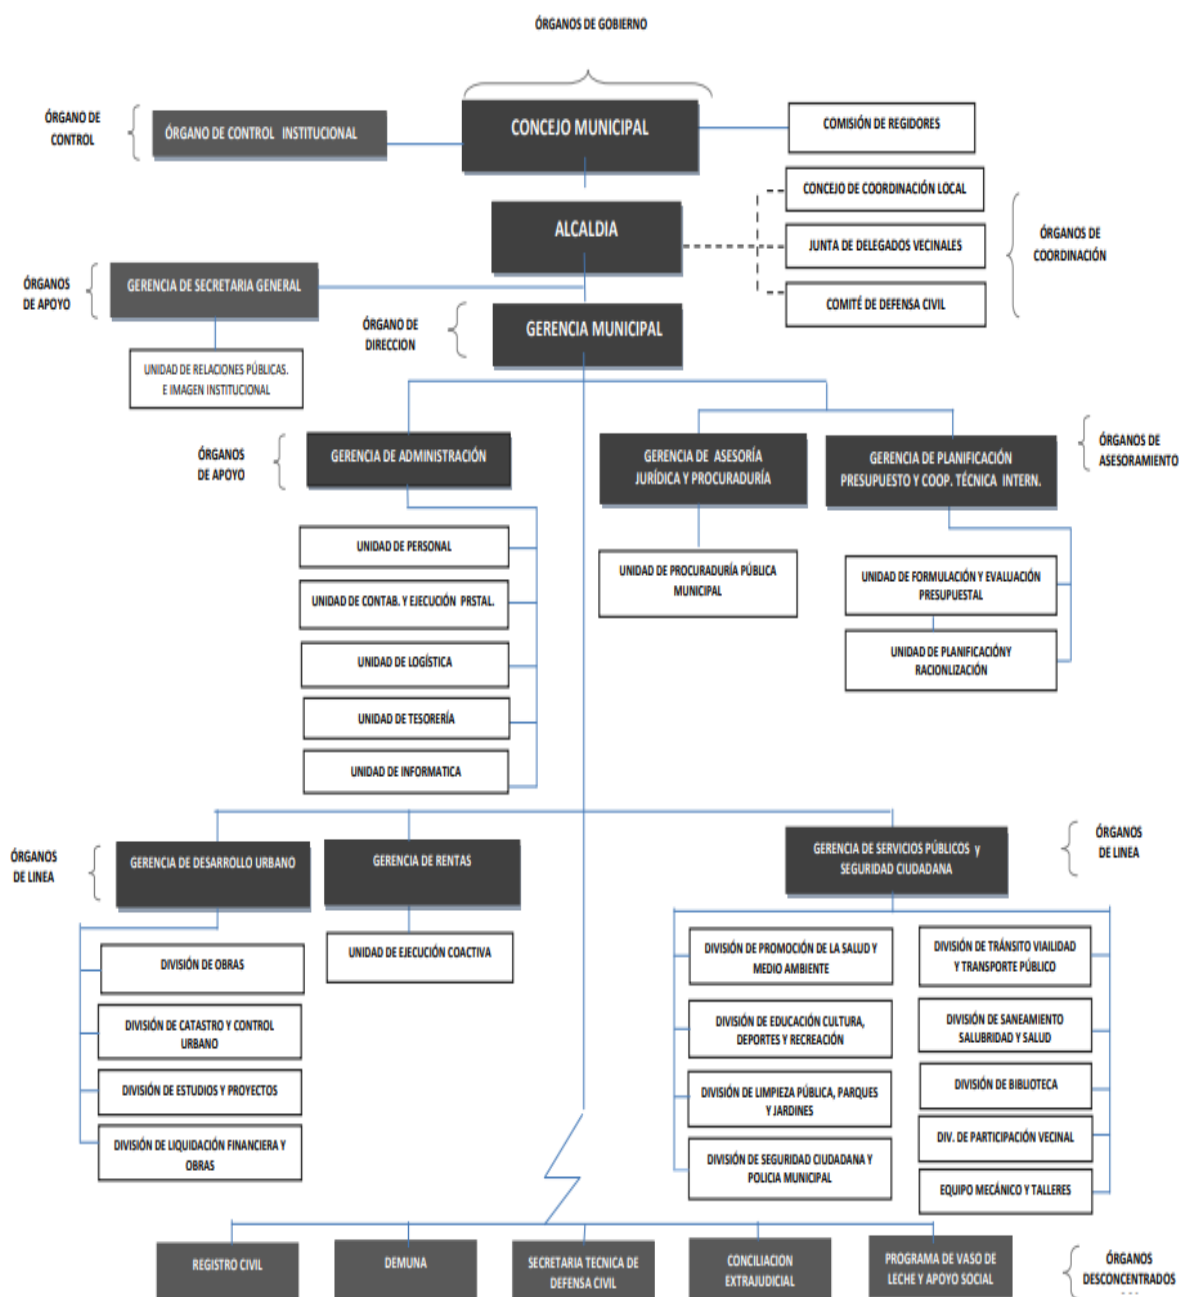 ÓRGANOS DE GOBIERNO
ÓRGANO DE
CONTROL
ÓRGANO DE CONTROL INSTITUCIONAL
CONCEJO MUNICIPAL
COMISIÓN DE REGIDORES
CONCEJO DE COORDINACIÓN LOCAL
ALCALDIA
JUNTA DE DELEGADOS VECINALES
ÓRGANOS DE
COORDINACIÓN
COMITÉ DE DEFENSA CIVIL
ÓRGANOS
DE APOYO
GERENCIA DE SECRETARIA GENERAL
UNIDAD DE RELACIONES PÚBLICAS.
E IMAGEN INSTITUCIONAL
ÓRGANO DE
DIRECCION
GERENCIA MUNICIPAL
ÓRGANOS
DE APOYO
GERENCIA DE ADMINISTRACIÓN
GERENCIA DE ASESORÍA
JURÍDICA Y PROCURADURÍA
GERENCIA DE PLANIFICACIÓN
PRESUPUESTO Y COOP. TÉCNICA INTERN.
ÓRGANOS DE
ASESORAMIENTO
UNIDAD DE PERSONAL
UNIDAD DE CONTAB. Y EJECUCIÓN PRSTAL.
UNIDAD DE LOGÍSTICA
UNIDAD DE TESORERÍA
UNIDAD DE INFORMATICA
UNIDAD DE PROCURADURÍA PÚBLICA
MUNICIPAL
UNIDAD DE FORMULACIÓN Y EVALUACIÓN
PRESUPUESTAL
UNIDAD DE PLANIFICACIÓNY
RACIONLIZACIÓN
ÓRGANOS
DE LINEA
GERENCIA DE DESARROLLO URBANO
GERENCIA DE RENTAS
GERENCIA DE SERVICIOS PÚBLICOS y
SEGURIDAD CIUDADANA
ÓRGANOS
DE LINEA
DIVISIÓN DE OBRAS
DIVISIÓN DE CATASTRO Y CONTROL
URBANO
DIVISIÓN DE ESTUDIOS Y PROYECTOS
DIVISIÓN DE LIQUIDACIÓN FINANCIERA Y
OBRAS
UNIDAD DE EJECUCIÓN COACTIVA
DIVISIÓN DE PROMOCIÓN DE LA SALUD Y
MEDIO AMBIENTE
DIVISIÓN DE EDUCACIÓN CULTURA,
DEPORTES Y RECREACIÓN
DIVISIÓN DE LIMPIEZA PÚBLICA, PARQUES
Y JARDINES
DIVISIÓN DE SEGURIDAD CIUDADANA Y
POLICIA MUNICIPAL
DIVISIÓN DE TRÁNSITO VIAILIDAD
Y TRANSPORTE PÚBLICO
DIVISIÓN DE SANEAMIENTO
SALUBRIDAD Y SALUD
DIVISIÓN DE BIBLIOTECA
DIV. DE PARTICIPACIÓN VECINAL
EQUIPO MECÁNICO Y TALLERES
REGISTRO CIVIL
DEMUNA
SECRETARIA TECNICA DE
DEFENSA CIVIL
CONCILIACION
EXTRAJUDICIAL
PROGRAMA DE VASO DE
LECHE Y APOYO SOCIAL
ÓRGANOS
DESCONCENTRADOS